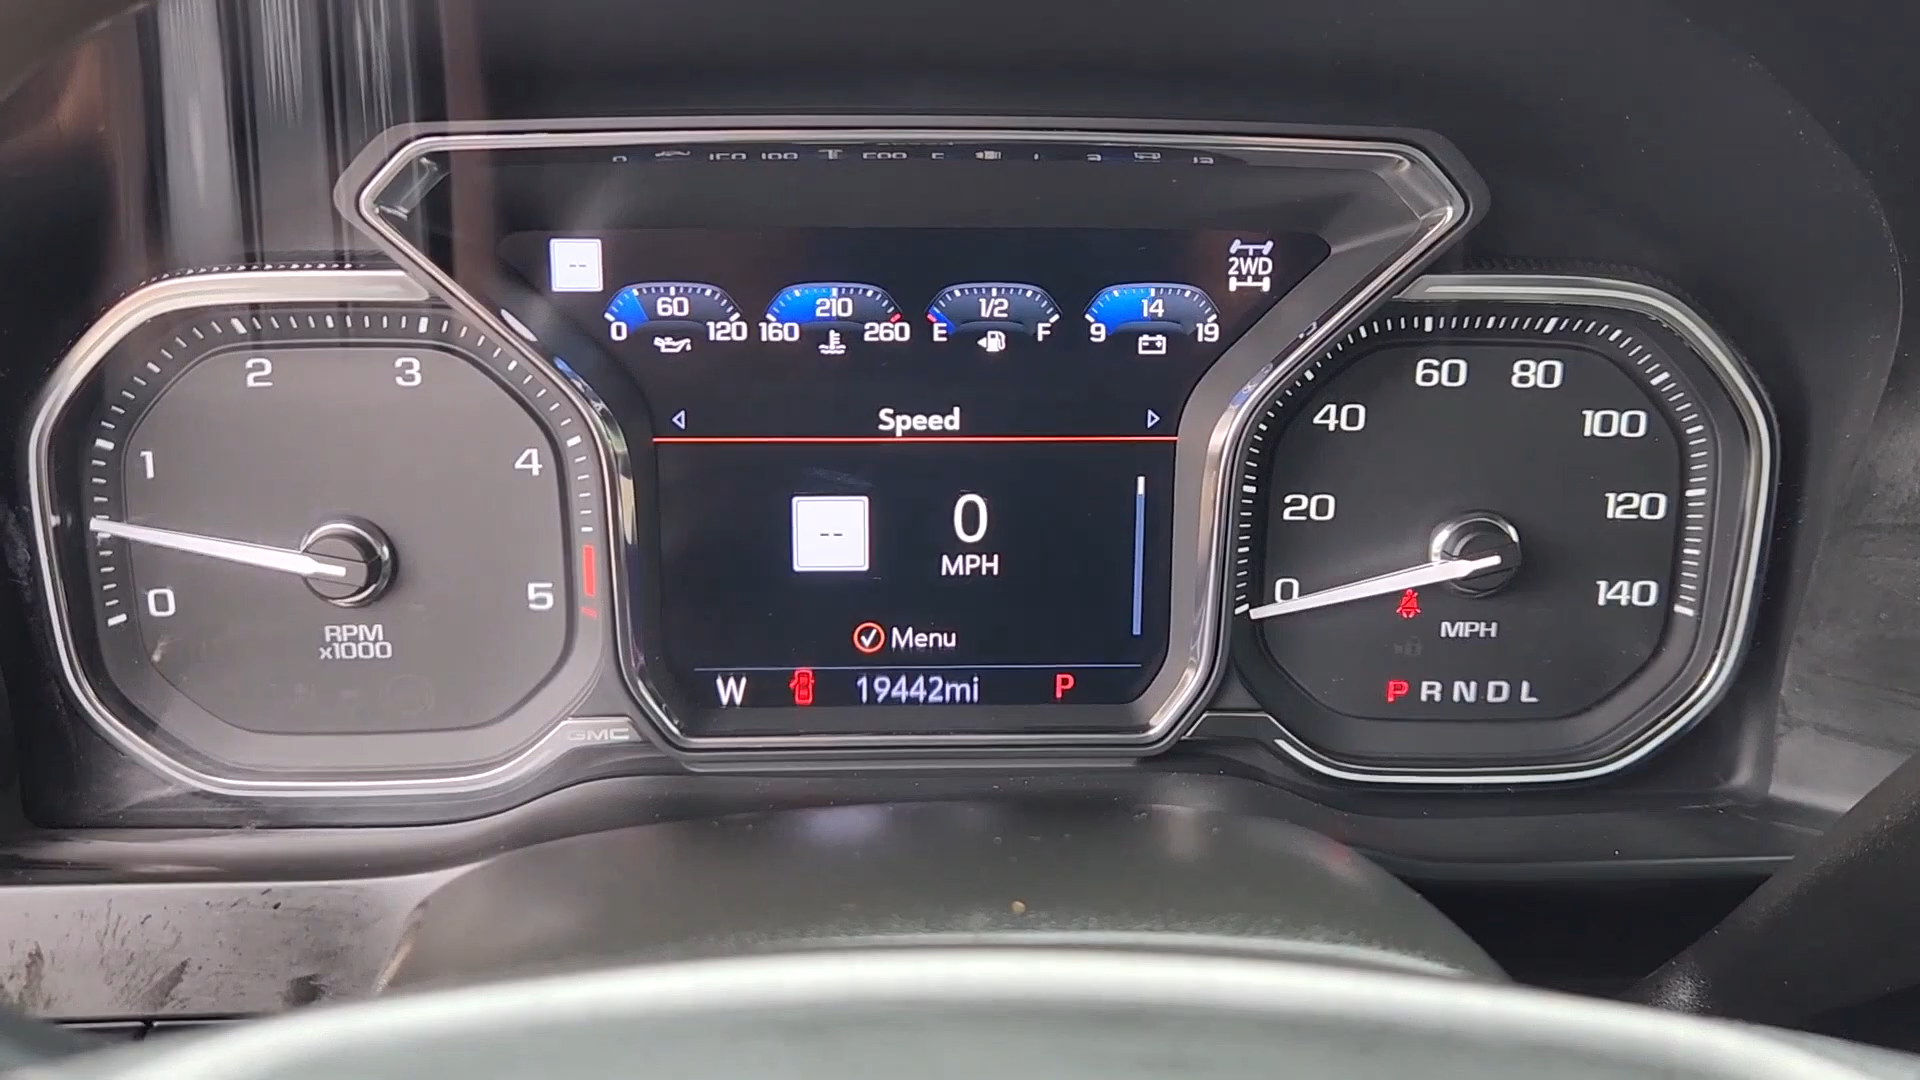 --
2WD
60
0 120
210
160 260
1/2
E F
14
9 19
Speed
--
0
MPH
Menu
W 19442mi P
0
1
2
3
4
5
RPM
x1000
GMC
0
20
40
60
80
100
120
140
MPH
P R N D L